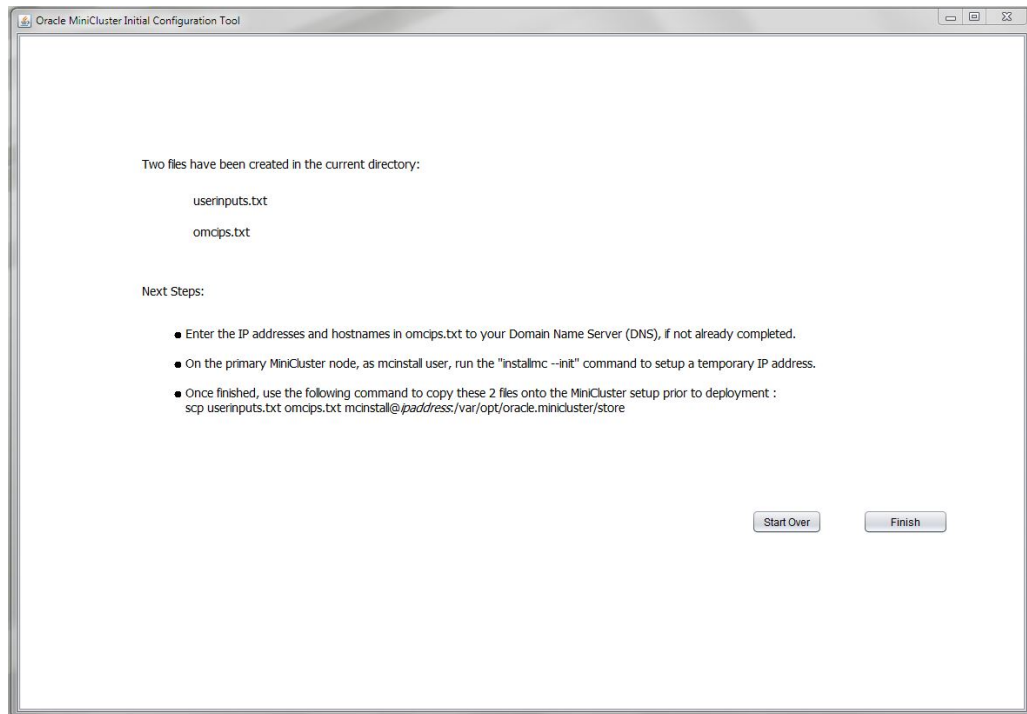 Oracle MiniCluster Initial Configuration Tool
Two files have been created in the current directory:
userinputs.txt
omcips.txt
Next Steps:
● Enter the IP addresses and hostnames in omcips.txt to your Domain Name Server (DNS), if not already completed.
● On the primary MiniCluster node, as mcinstall user, run the "installmc --init" command to setup a temporary IP address.
● Once finished, use the following command to copy these 2 files onto the MiniCluster setup prior to deployment :
scp userinputs.txt omcips.txt mcinstall@ipaddress:/var/opt/oracle.minicluster/store
Start Over Finish